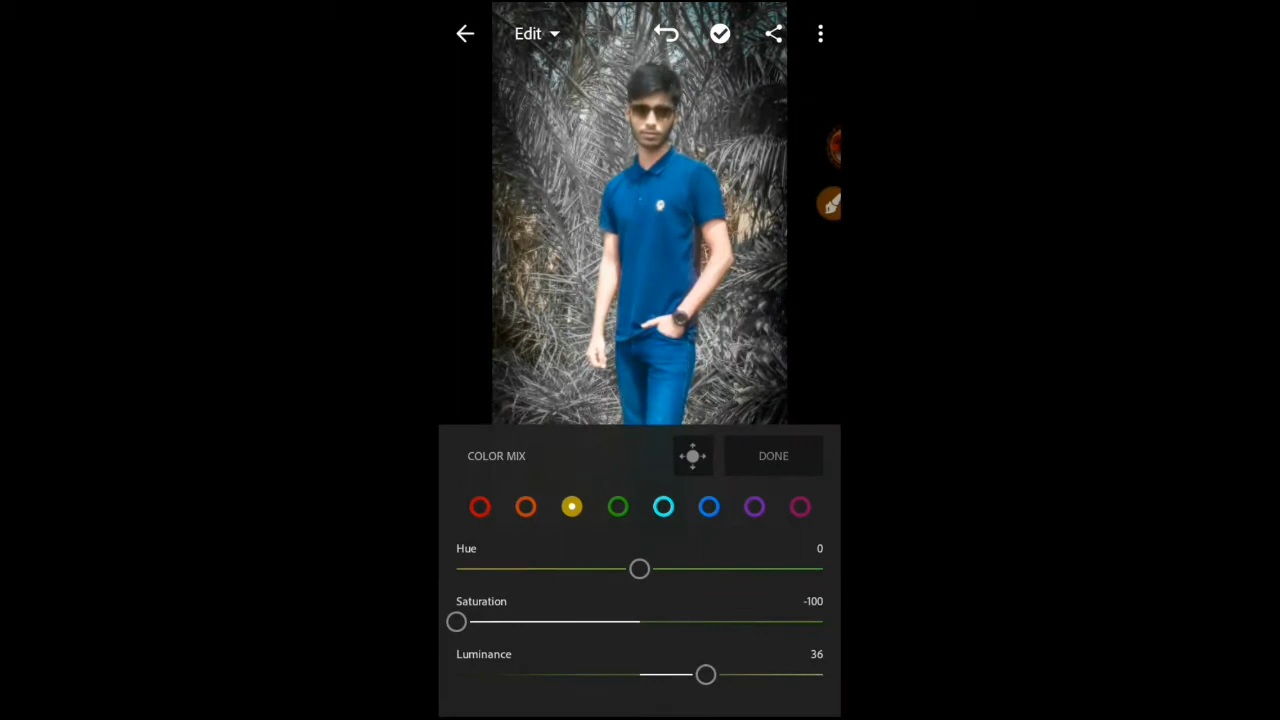 Edit
COLOR MIX
DONE
Hue 0
Saturation -100
Luminance 36